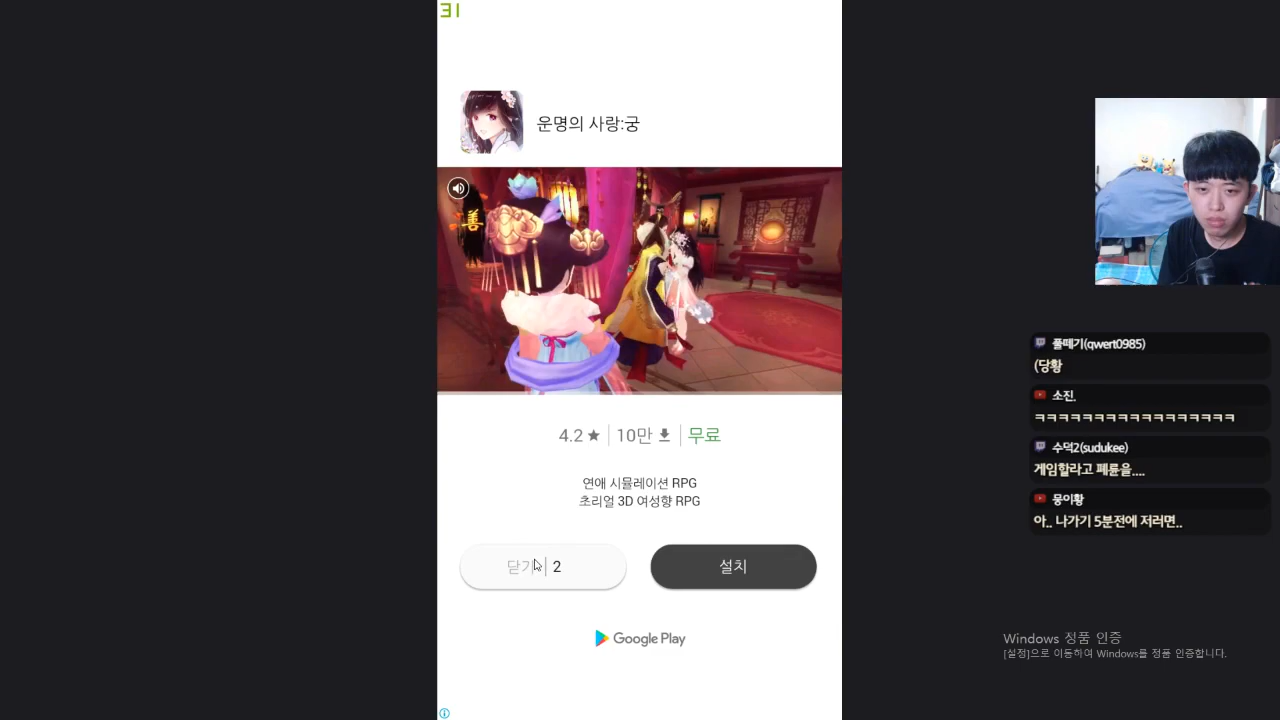 31
운명의 사랑:궁
善
4.2 ★ 10만 무료
연애 시뮬레이션 RPG
초리얼 3D 여성향 RPG
닫기 2
설치
Google Play
풀떼기(qwert0985)
(당황
소진.
ㅋㅋㅋㅋㅋㅋㅋㅋㅋㅋㅋㅋㅋㅋㅋㅋㅋ
수덕2(sudukee)
게임할라고 폐륜을....
뭉이황
아.. 나가기 5분전에 저러면..
Windows 정품 인증
[설정]으로 이동하여 Windows를 정품 인증합니다.